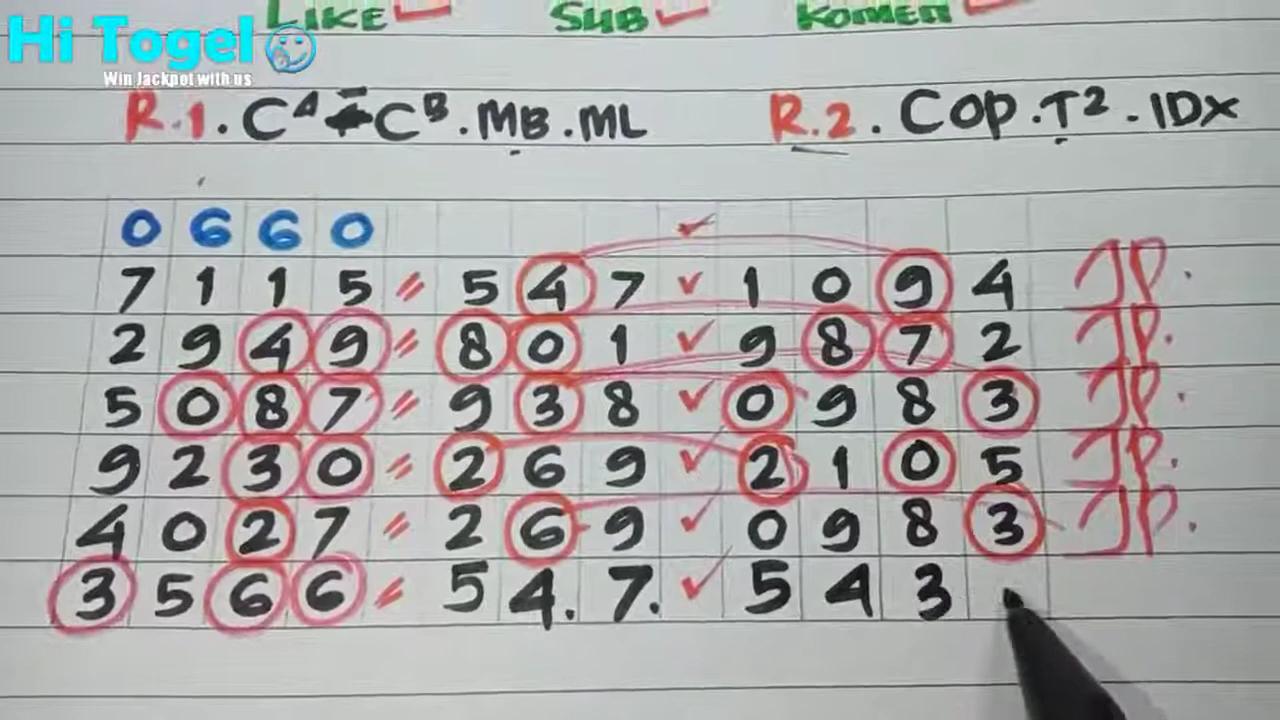 LIKE SUB KOMEN
Hi Togel
Win Jackpot with us
R.1. CA CB.MB.ML R.2. COP.T2.IDX
0 6 6 0
7 1 1 5 = 5 4 7 ✓ 1 0 9 4 JP.
2 9 4 9 = 8 0 1 ✓ 9 8 7 2 JP.
5 0 8 7 = 9 3 8 ✓ 0 9 8 3 JP.
9 2 3 0 = 2 6 9 ✓ 2 1 0 5 JP.
4 0 2 7 = 2 6 9 ✓ 0 9 8 3 JP.
3 5 6 6 = 5 4. 7. ✓ 5 4 3